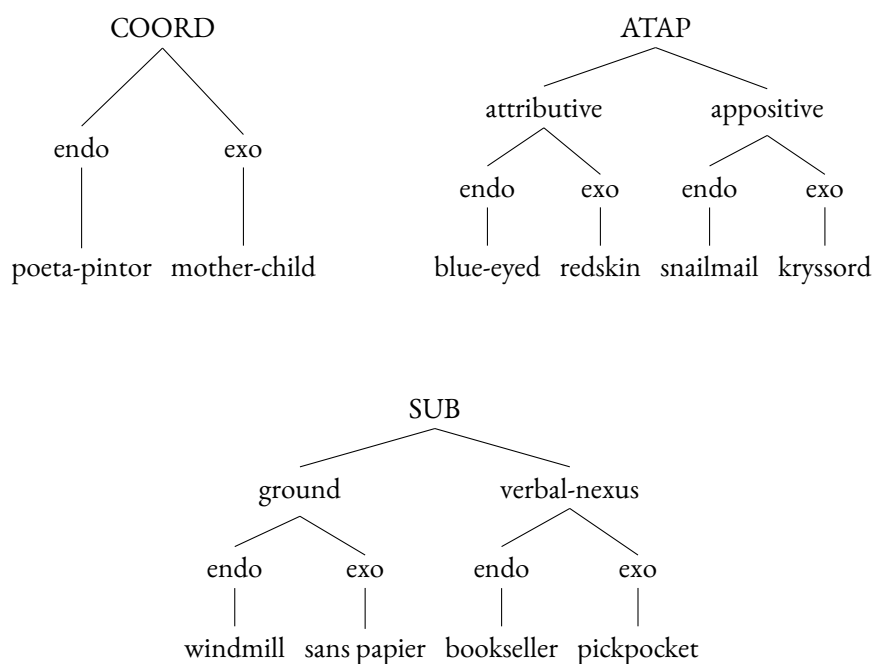 COORD ATAP
attributive appositive
endo exo
endo exo endo exo
poeta-pintor mother-child blue-eyed redskin snailmail kryssord
SUB
ground verbal-nexus
endo exo endo exo
windmill sans papier bookseller pickpocket